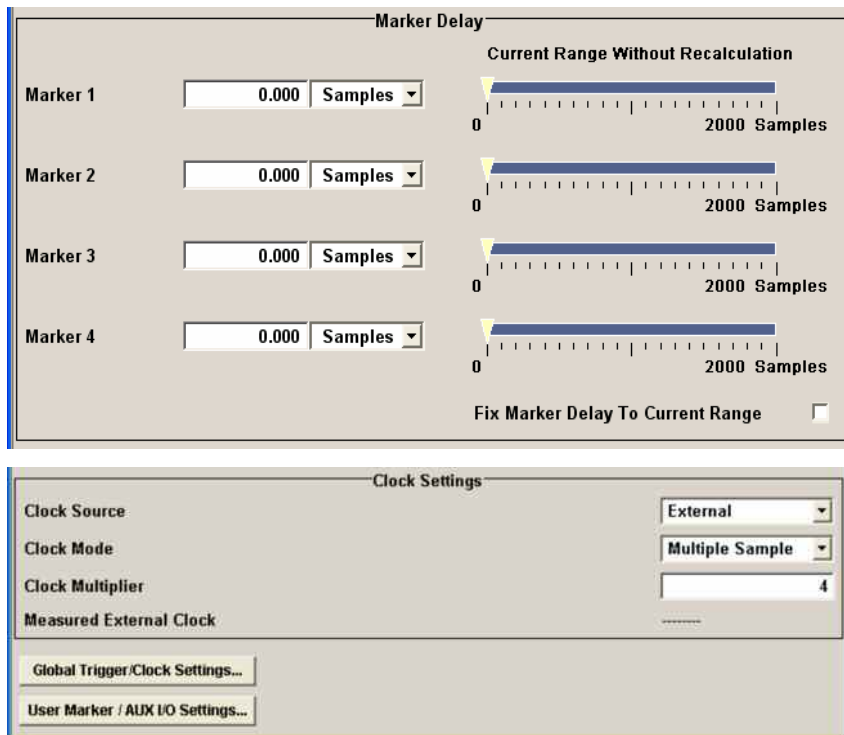 Marker Delay
Current Range Without Recalculation
Marker 1 0.000 Samples
0 2000 Samples
Marker 2 0.000 Samples
0 2000 Samples
Marker 3 0.000 Samples
0 2000 Samples
Marker 4 0.000 Samples
0 2000 Samples
Fix Marker Delay To Current Range
Clock Settings
Clock Source External
Clock Mode Multiple Sample
Clock Multiplier 4
Measured External Clock --------
Global Trigger/Clock Settings...
User Marker / AUX I/O Settings...